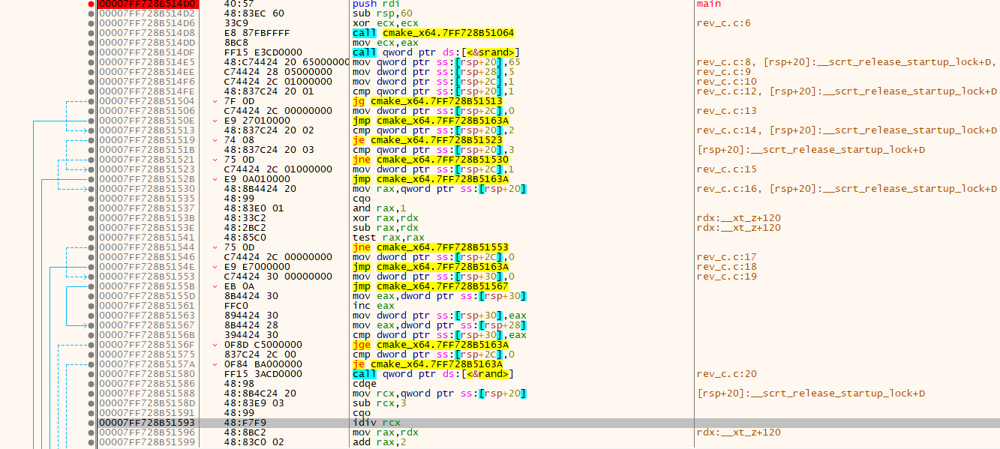 00007FF728B514D0 40:57 push rdi main
00007FF728B514D2 48:83EC 60 sub rsp,60
00007FF728B514D6 33C9 xor ecx,ecx rev_c.c:6
00007FF728B514D8 E8 87FBFFFF call cmake_x64.7FF728B51064
00007FF728B514DD 8BC8 mov ecx,eax
00007FF728B514DF FF15 E3CD0000 call qword ptr ds:[<&srand>]
00007FF728B514E5 48:C74424 20 65000000 mov qword ptr ss:[rsp+20],65 rev_c.c:8, [rsp+20]:__scrt_release_startup_lock+D,
00007FF728B514EE C74424 28 05000000 mov dword ptr ss:[rsp+28],5 rev_c.c:9
00007FF728B514F6 C74424 2C 01000000 mov dword ptr ss:[rsp+2C],1 rev_c.c:10
00007FF728B514FE 48:837C24 20 01 cmp qword ptr ss:[rsp+20],1 rev_c.c:12, [rsp+20]:__scrt_release_startup_lock+D
00007FF728B51504 7F 0D jg cmake_x64.7FF728B51513
00007FF728B51506 C74424 2C 00000000 mov dword ptr ss:[rsp+2C],0 rev_c.c:13
00007FF728B5150E E9 27010000 jmp cmake_x64.7FF728B5163A
00007FF728B51513 48:837C24 20 02 cmp qword ptr ss:[rsp+20],2 rev_c.c:14, [rsp+20]:__scrt_release_startup_lock+D
00007FF728B51519 74 08 je cmake_x64.7FF728B51523
00007FF728B5151B 48:837C24 20 03 cmp qword ptr ss:[rsp+20],3 [rsp+20]:__scrt_release_startup_lock+D
00007FF728B51521 75 0D jne cmake_x64.7FF728B51530
00007FF728B51523 C74424 2C 01000000 mov dword ptr ss:[rsp+2C],1 rev_c.c:15
00007FF728B5152B E9 0A010000 jmp cmake_x64.7FF728B5163A
00007FF728B51530 48:8B4424 20 mov rax,qword ptr ss:[rsp+20] rev_c.c:16, [rsp+20]:__scrt_release_startup_lock+D
00007FF728B51535 48:99 cqo
00007FF728B51537 48:83E0 01 and rax,1
00007FF728B5153B 48:33C2 xor rax,rdx rdx:__xt_z+120
00007FF728B5153E 48:2BC2 sub rax,rdx rdx:__xt_z+120
00007FF728B51541 48:85C0 test rax,rax
00007FF728B51544 75 0D jne cmake_x64.7FF728B51553
00007FF728B51546 C74424 2C 00000000 mov dword ptr ss:[rsp+2C],0 rev_c.c:17
00007FF728B5154E E9 E7000000 jmp cmake_x64.7FF728B5163A rev_c.c:18
00007FF728B51553 C74424 30 00000000 mov dword ptr ss:[rsp+30],0 rev_c.c:19
00007FF728B5155B EB 0A jmp cmake_x64.7FF728B51567
00007FF728B5155D 8B4424 30 mov eax,dword ptr ss:[rsp+30]
00007FF728B51561 FFC0 inc eax
00007FF728B51563 894424 30 mov dword ptr ss:[rsp+30],eax
00007FF728B51567 8B4424 28 mov eax,dword ptr ss:[rsp+28]
00007FF728B5156B 394424 30 cmp dword ptr ss:[rsp+30],eax
00007FF728B5156F 0F8D C5000000 jge cmake_x64.7FF728B5163A
00007FF728B51575 837C24 2C 00 cmp dword ptr ss:[rsp+2C],0
00007FF728B5157A 0F84 BA000000 je cmake_x64.7FF728B5163A
00007FF728B51580 FF15 3ACD0000 call qword ptr ds:[<&rand>] rev_c.c:20
00007FF728B51586 48:98 cdqe
00007FF728B51588 48:8B4C24 20 mov rcx,qword ptr ss:[rsp+20] [rsp+20]:__scrt_release_startup_lock+D
00007FF728B5158D 48:83E9 03 sub rcx,3
00007FF728B51591 48:99 cqo
00007FF728B51593 48:F7F9 idiv rcx
00007FF728B51596 48:8BC2 mov rax,rdx rdx:__xt_z+120
00007FF728B51599 48:83C0 02 add rax,2